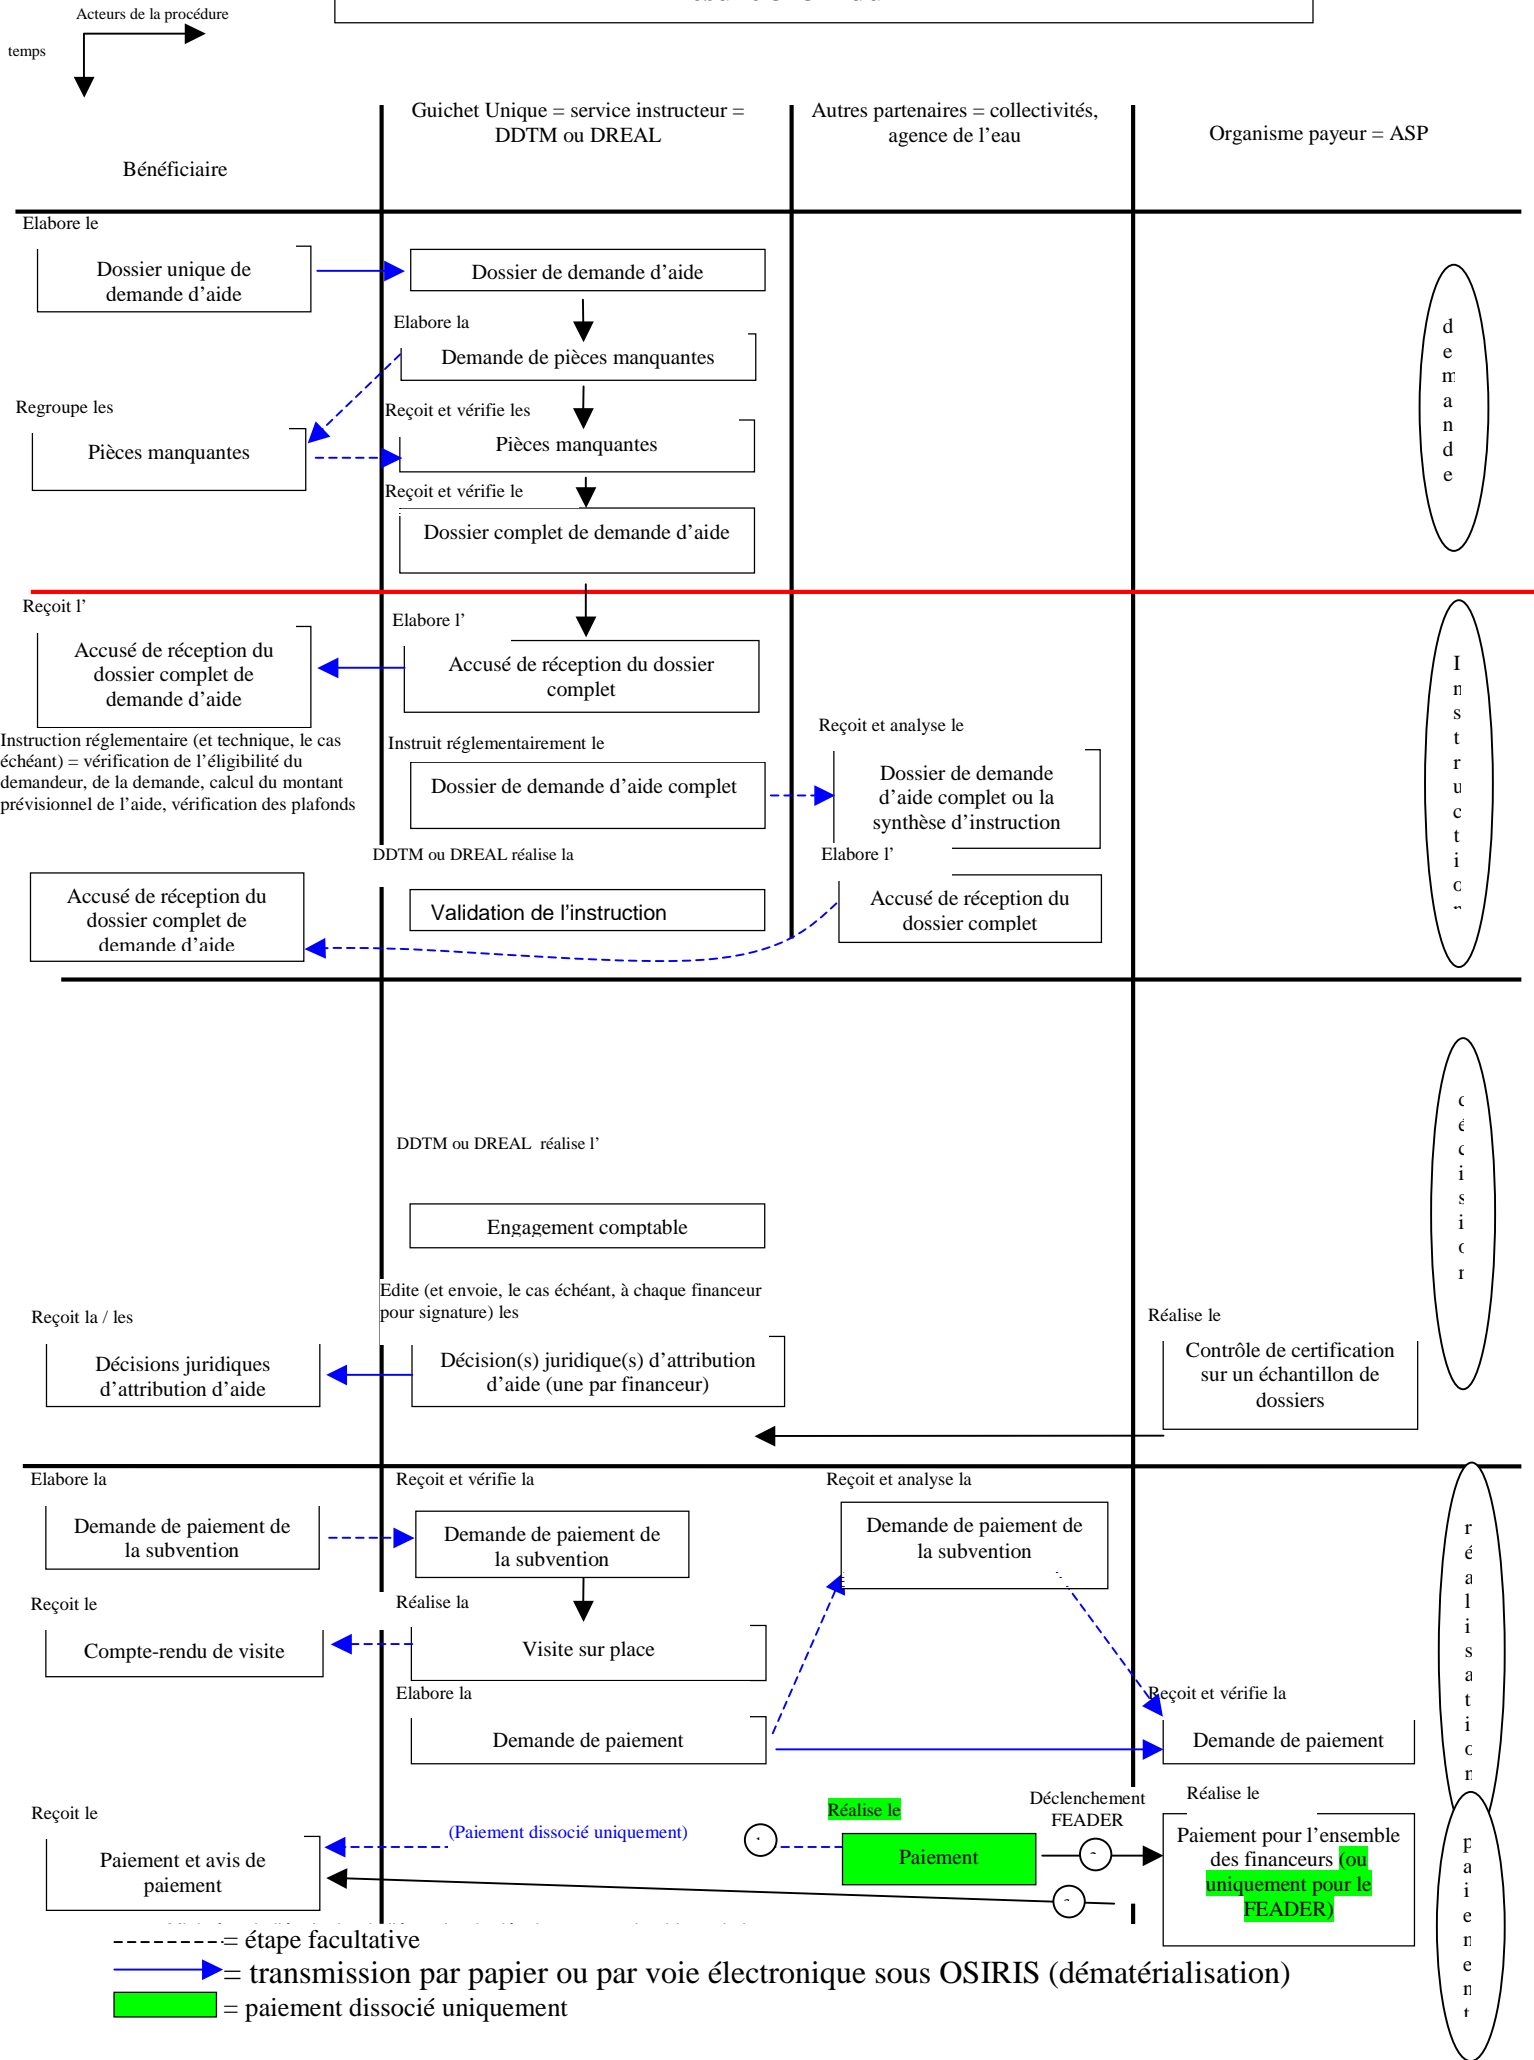 Acteurs de la procédure
temps
Bénéficiaire
Guichet Unique = service instructeur =
DDTM ou DREAL
Autres partenaires = collectivités,
agence de l’eau
Organisme payeur = ASP
Elabore le
Dossier unique de
demande d’aide
Dossier de demande d’aide
Elabore la
Demande de pièces manquantes
Regroupe les
Pièces manquantes
Reçoit et vérifie les
Pièces manquantes
Reçoit et vérifie le
Dossier complet de demande d’aide
demande
Reçoit l’
Accusé de réception du
dossier complet de
demande d’aide
Elabore l’
Accusé de réception du dossier
complet
Instruction réglementaire (et technique, le cas
échéant) = vérification de l’éligibilité du
demandeur, de la demande, calcul du montant
prévisionnel de l’aide, vérification des plafonds
Instruit réglementairement le
Dossier de demande d’aide complet
Reçoit et analyse le
Dossier de demande
d’aide complet ou la
synthèse d’instruction
DDTM ou DREAL réalise la
Validation de l’instruction
Elabore l’
Accusé de réception du
dossier complet
Accusé de réception du
dossier complet de
demande d’aide
Instruction
DDTM ou DREAL  réalise l’
Engagement comptable
Edite (et envoie, le cas échéant, à chaque financeur
pour signature) les
Décision(s) juridique(s) d’attribution
d’aide (une par financeur)
Reçoit la / les
Décisions juridiques
d’attribution d’aide
Réalise le
Contrôle de certification
sur un échantillon de
dossiers
décision
Elabore la
Demande de paiement de
la subvention
Reçoit et vérifie la
Demande de paiement de
la subvention
Reçoit et analyse la
Demande de paiement de
la subvention
Reçoit le
Compte-rendu de visite
Réalise la
Visite sur place
Elabore la
Demande de paiement
Reçoit et vérifie la
Demande de paiement
réalisation
Reçoit le
Paiement et avis de
paiement
(Paiement dissocié uniquement)
Réalise le
Paiement
Déclenchement
FEADER
Réalise le
Paiement pour l’ensemble
des financeurs (ou
uniquement pour le
FEADER)
paiement
= étape facultative
= transmission par papier ou par voie électronique sous OSIRIS (dématérialisation)
= paiement dissocié uniquement